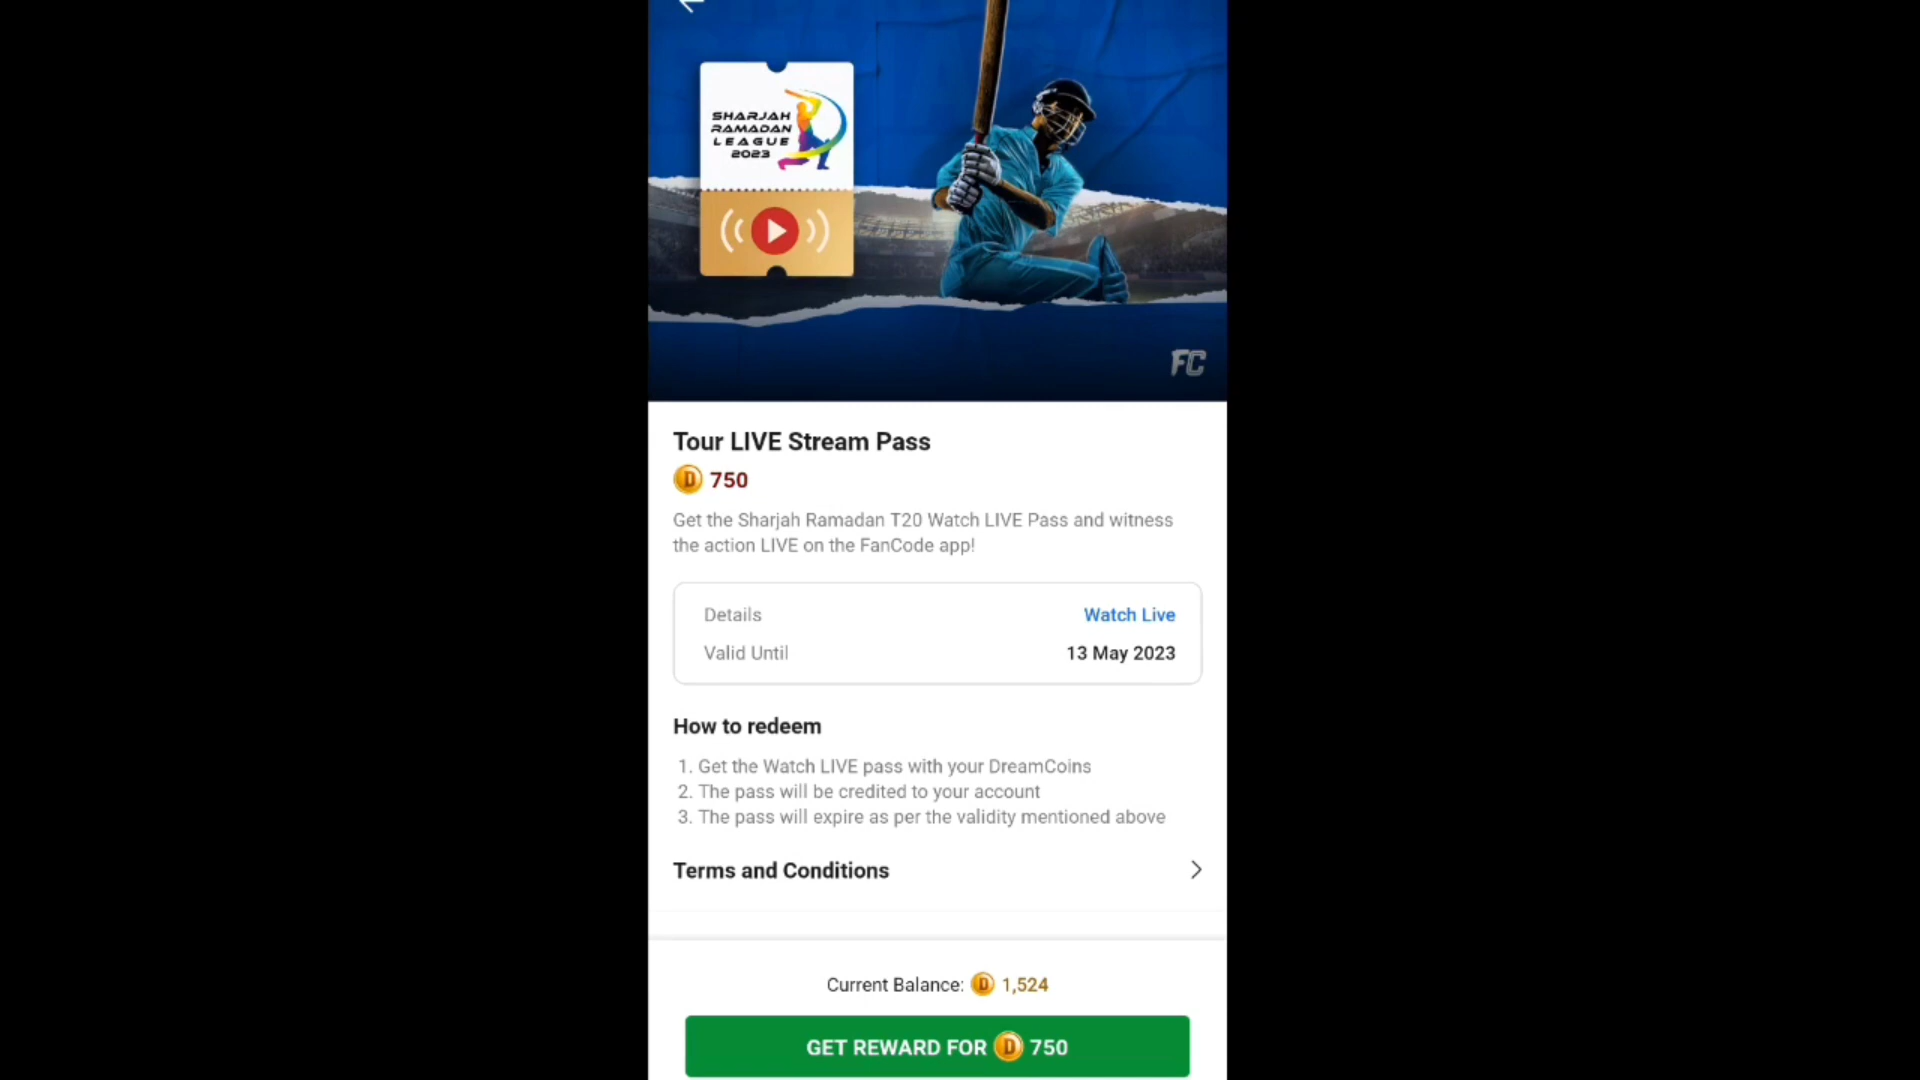 SHARJAH
RAMADAN
LEAGUE
2023
FC
Tour LIVE Stream Pass
D 750
Get the Sharjah Ramadan T20 Watch LIVE Pass and witness
the action LIVE on the FanCode app!
Details Watch Live
Valid Until 13 May 2023
How to redeem
1. Get the Watch LIVE pass with your DreamCoins
2. The pass will be credited to your account
3. The pass will expire as per the validity mentioned above
Terms and Conditions
Current Balance: D 1,524
GET REWARD FOR D 750